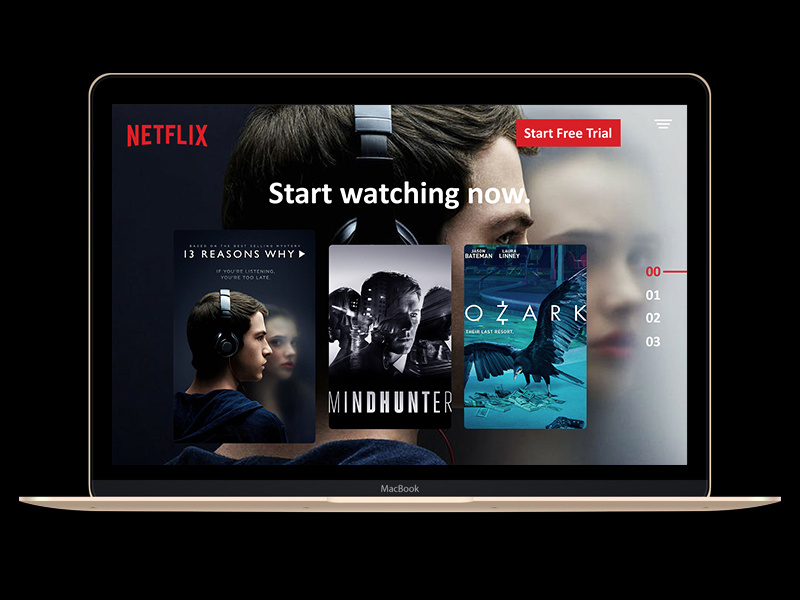 NETFLIX
Start Free Trial
Start watching now.
BASED ON THE BEST SELLING MYSTERY
13 REASONS WHY
IF YOU'RE LISTENING,
YOU'RE TOO LATE.
MINDHUNTER
JASON BATEMAN
LAURA LINNEY
OZARK
THEIR LAST RESORT.
00
01
02
03
MacBook